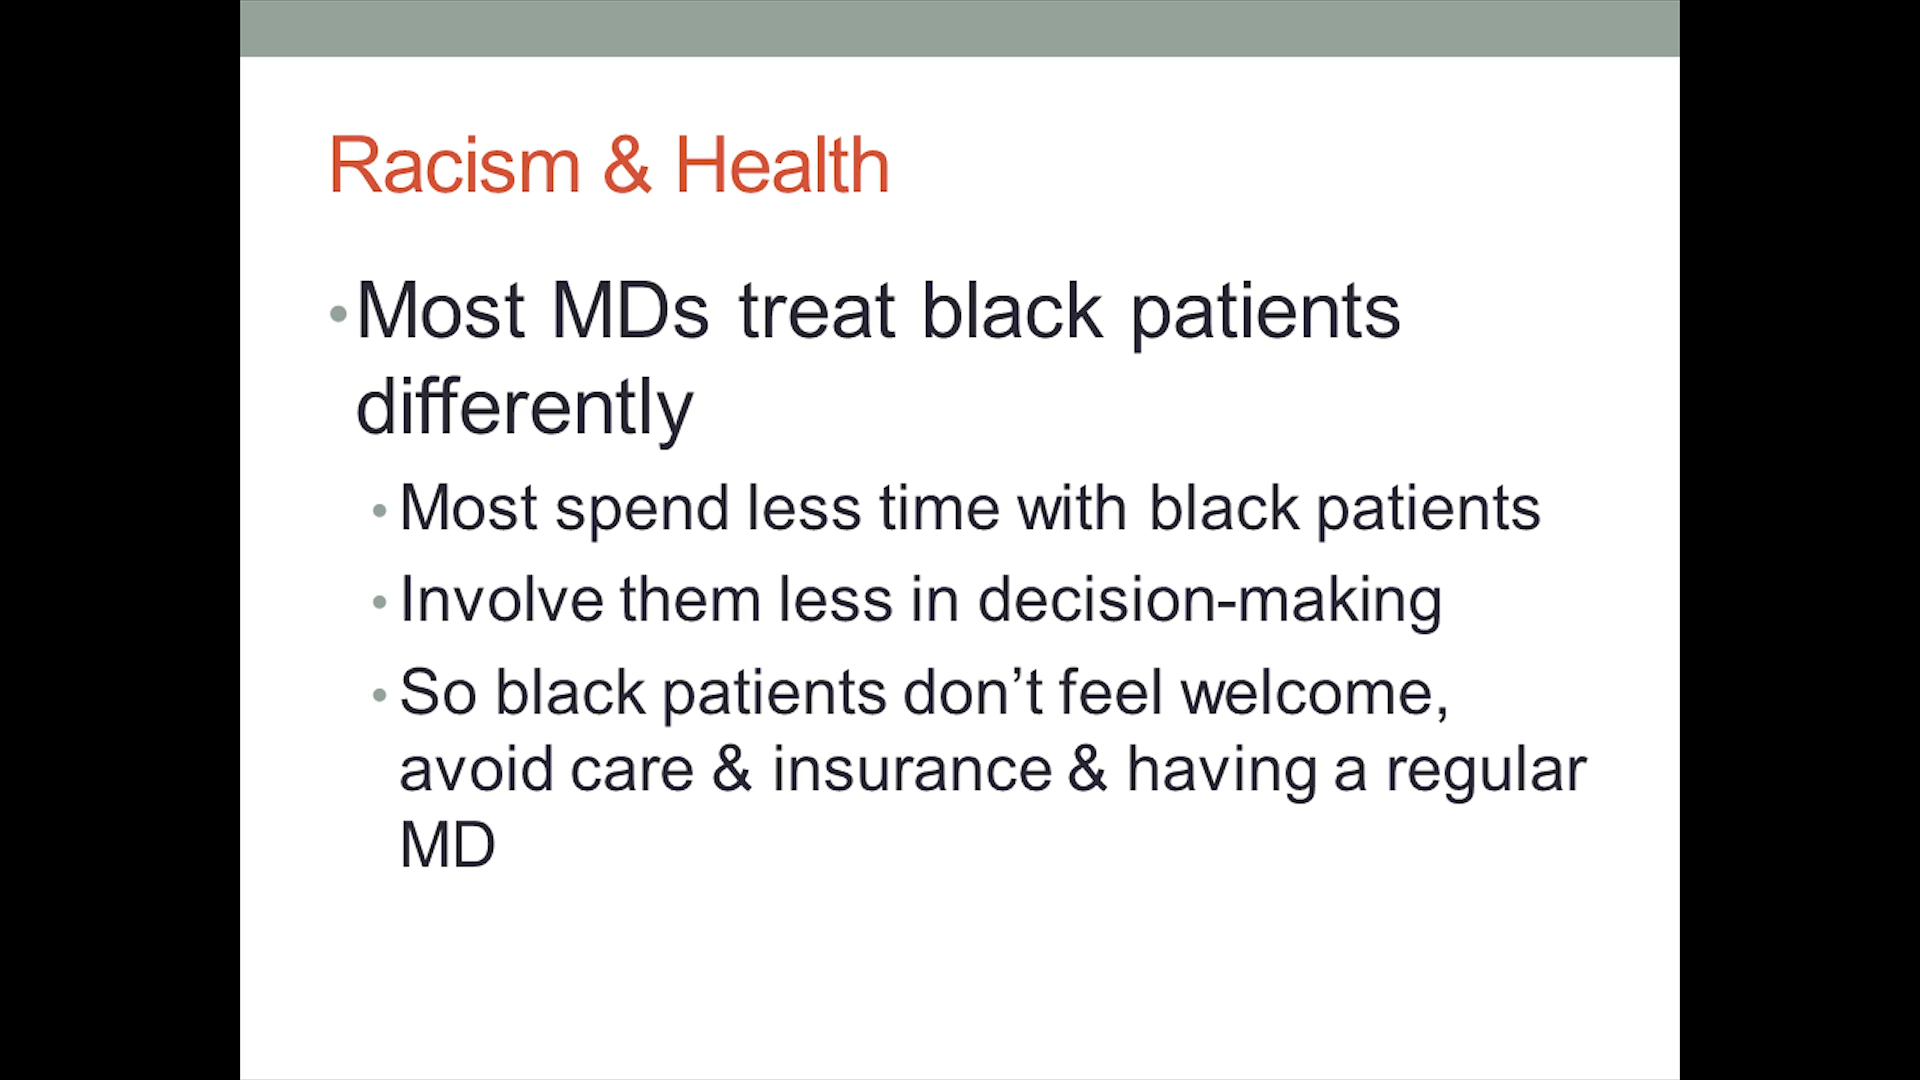 Racism & Health
•Most MDs treat black patients
differently
•Most spend less time with black patients
•Involve them less in decision-making
•So black patients don’t feel welcome,
avoid care & insurance & having a regular
MD